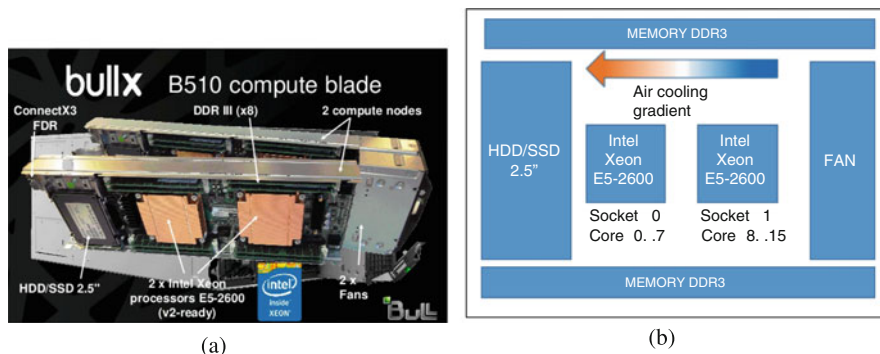 bullx B510 compute blade
ConnectX3
FDR
DDR III (x8)
2 compute nodes
HDD/SSD 2.5"
2 x Intel Xeon
processors E5-2600
(v2-ready)
intel
inside
XEON
2 x
Fans
Bull
(a)
MEMORY DDR3
Air cooling
gradient
HDD/SSD
2.5"
Intel
Xeon
E5-2600
Intel
Xeon
E5-2600
FAN
Socket 0
Core 0. .7
Socket 1
Core 8. .15
MEMORY DDR3
(b)